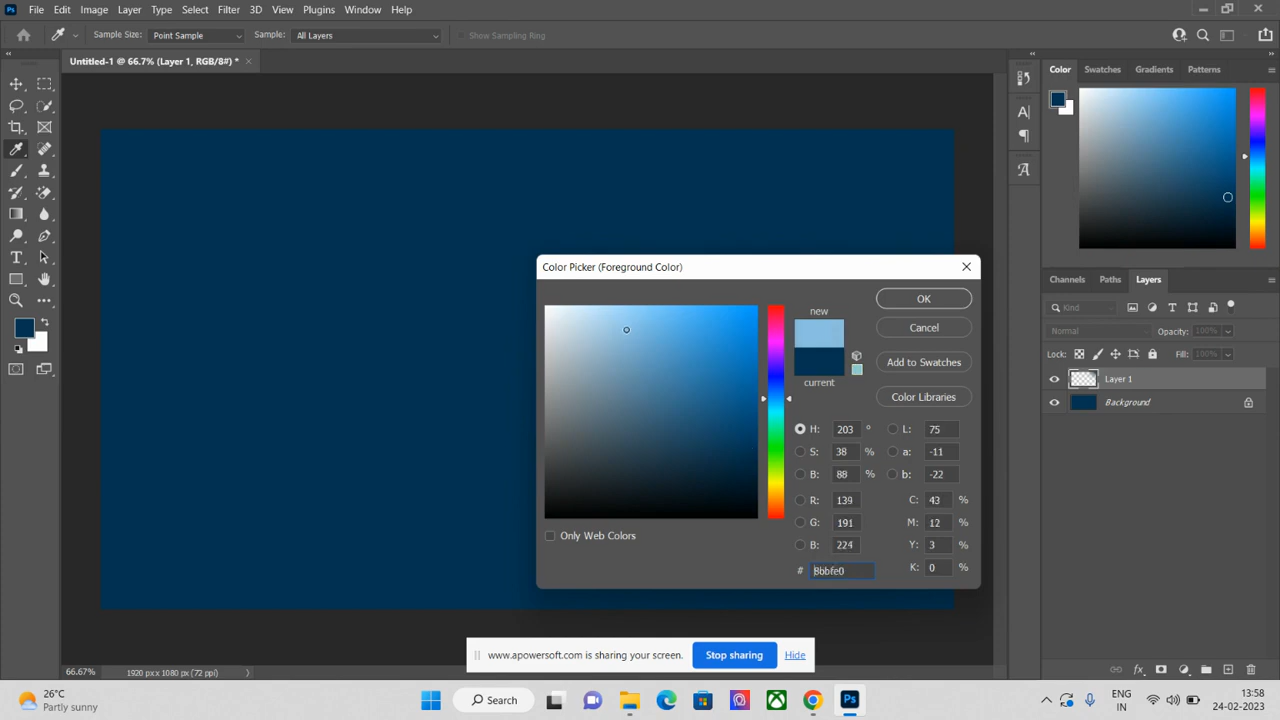 Ps File Edit Image Layer Type Select Filter 3D View Plugins Window Help
Sample Size: Point Sample Sample: All Layers Show Sampling Ring
Untitled-1 @ 66.7% (Layer 1, RGB/8#) *
Color Swatches Gradients Patterns
Color Picker (Foreground Color)
new
current
OK
Cancel
Add to Swatches
Color Libraries
H: 203 ° L: 75
S: 38 % a: -11
B: 88 % b: -22
R: 139 C: 43 %
G: 191 M: 12 %
B: 224 Y: 3 %
# 8bbfe0 K: 0 %
Only Web Colors
Channels Paths Layers
Kind
Normal Opacity: 100%
Lock: Fill: 100%
Layer 1
Background
www.apowersoft.com is sharing your screen. Stop sharing Hide
66.67% 1920 px x 1080 px (72 ppi)
26°C
Partly sunny
Search
Ps
ENG
IN
13:58
24-02-2023